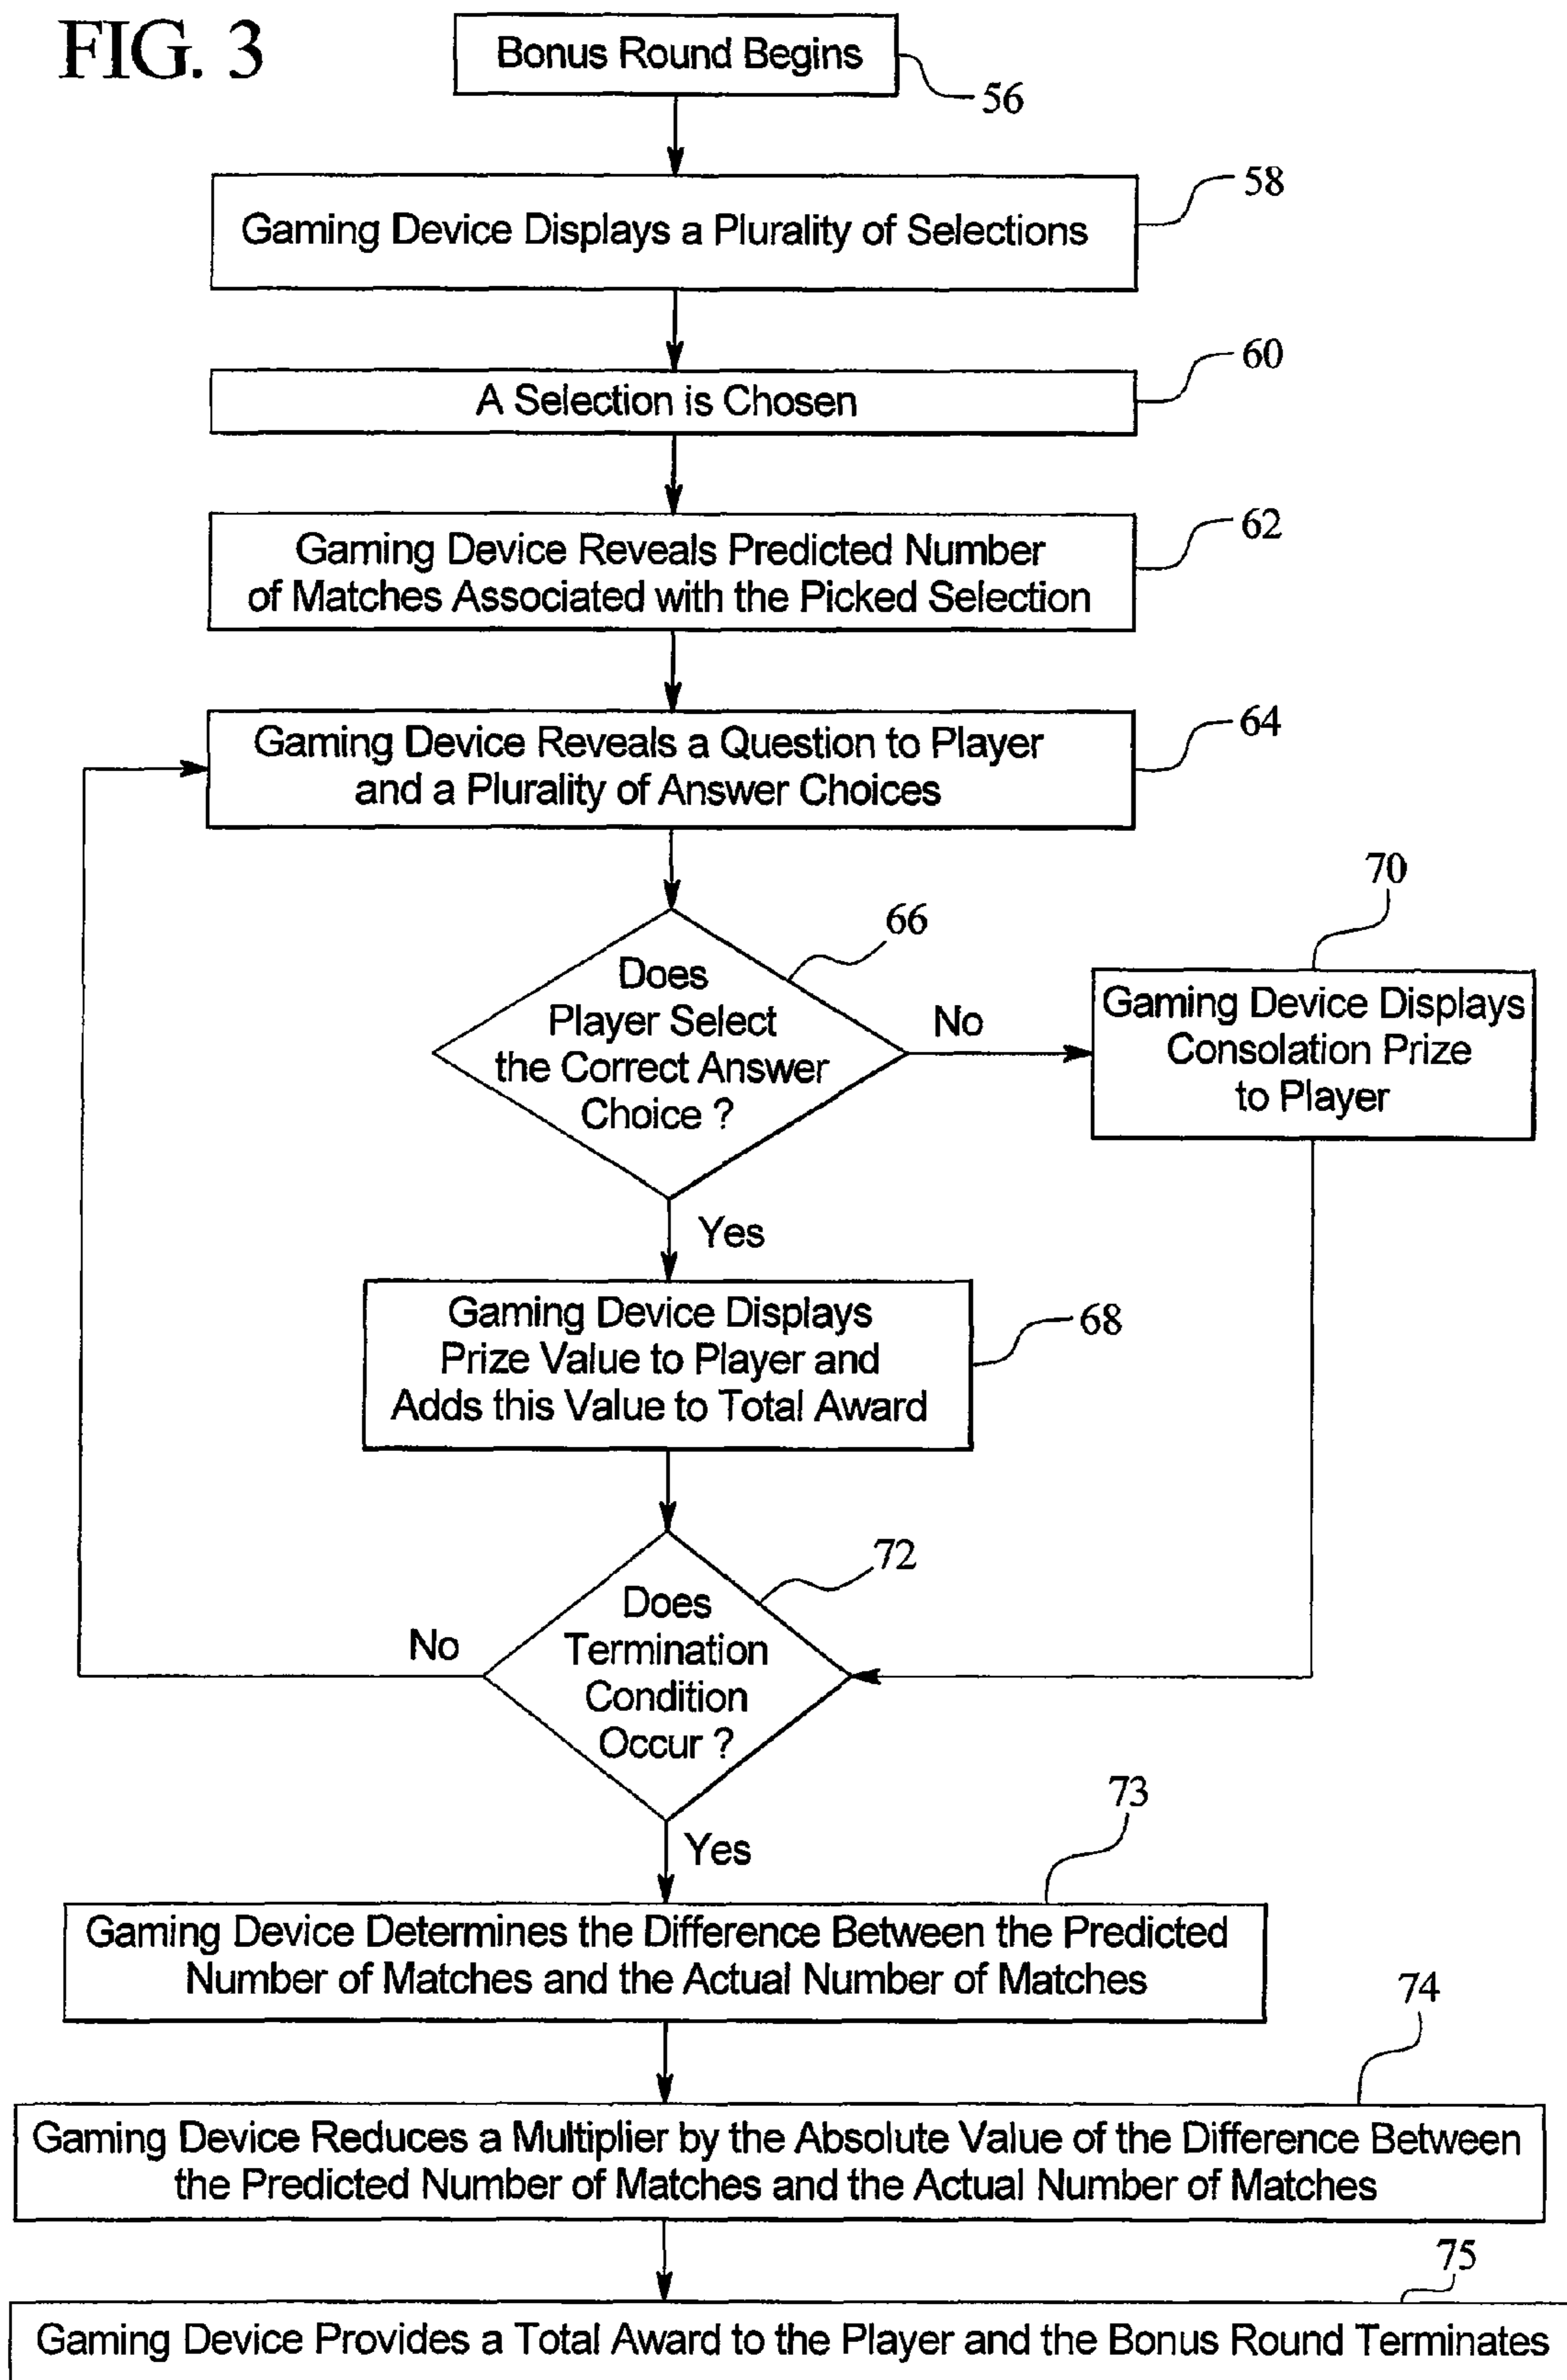 FIG. 3
Bonus Round Begins
56
58
Gaming Device Displays a Plurality of Selections
60
A Selection is Chosen
62
Gaming Device Reveals Predicted Number
of Matches Associated with the Picked Selection
64
Gaming Device Reveals a Question to Player
and a Plurality of Answer Choices
66
Does
Player Select
the Correct Answer
Choice ?
No
70
Gaming Device Displays
Consolation Prize
to Player
Yes
68
Gaming Device Displays
Prize Value to Player and
Adds this Value to Total Award
72
Does
Termination
Condition
Occur ?
No
Yes
73
Gaming Device Determines the Difference Between the Predicted
Number of Matches and the Actual Number of Matches
74
Gaming Device Reduces a Multiplier by the Absolute Value of the Difference Between
the Predicted Number of Matches and the Actual Number of Matches
75
Gaming Device Provides a Total Award to the Player and the Bonus Round Terminates